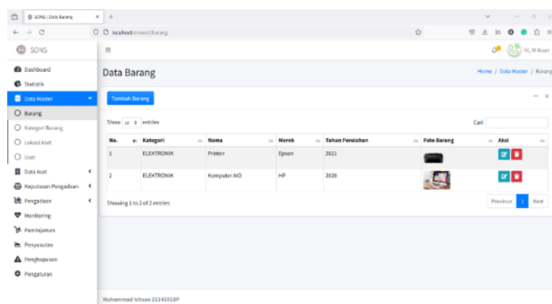 SONS | Data Barang
SONS
Dashboard
Statistik
Data Master
Barang
Kategori Barang
Lokasi Aset
User
Data Aset
Keputusan Pengadaan
Pengadaan
Monitoring
Peminjaman
Penyusutan
Penghapusan
Pengaturan
Data Barang
Home / Data Master / Barang
Tambah Barang
Show 10 entries
Cari
No. Kategori Nama Merek Tahun Perolehan Foto Barang Aksi
1 ELEKTRONIK Printer Epson 2021
2 ELEKTRONIK Komputer AIO HP 2020
Showing 1 to 2 of 2 entries
Previous 1 Next